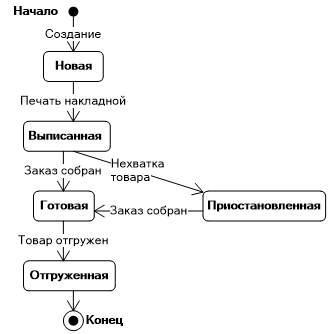 Начало
Создание
Новая
Печать накладной
Выписанная
Заказ собран
Нехватка
товара
Готовая
Заказ собран
Приостановленная
Товар отгружен
Отгруженная
Конец